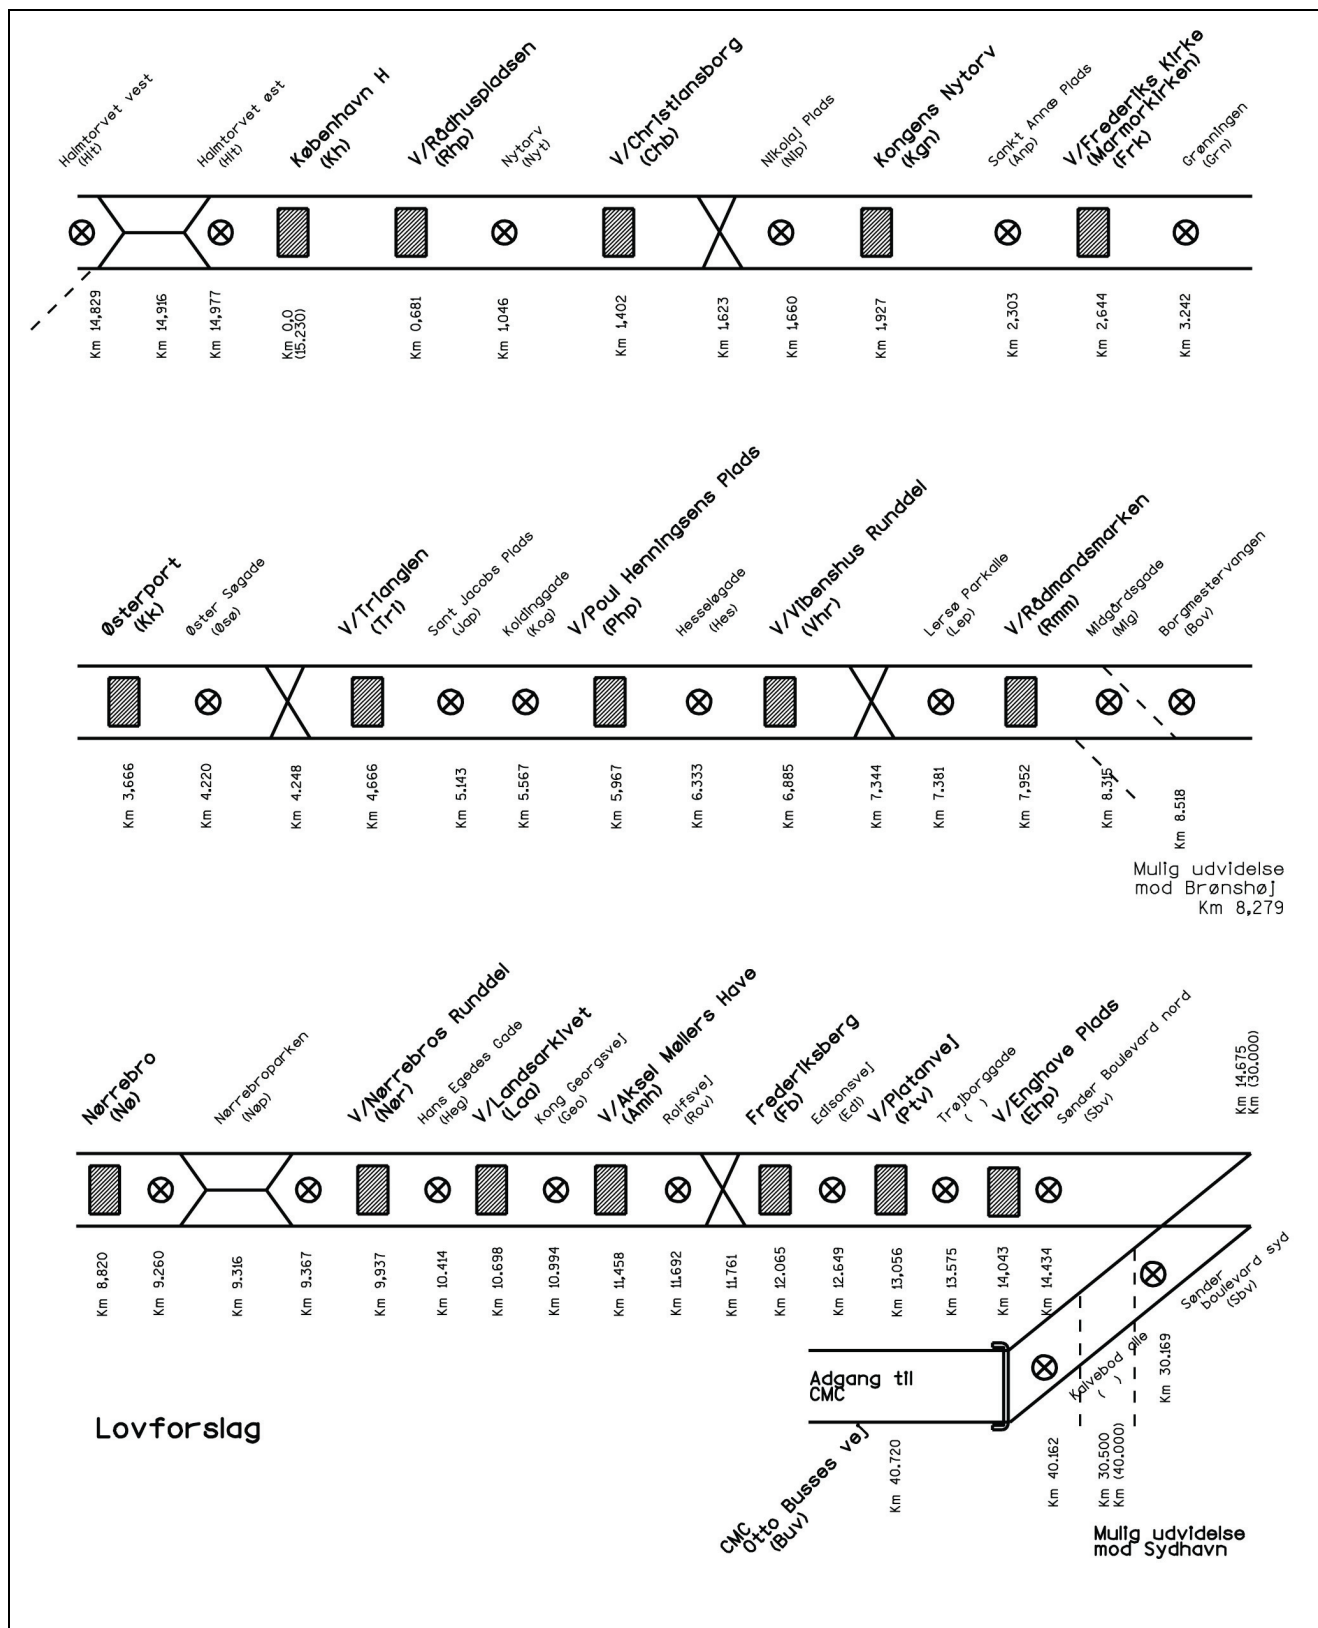 Halmtorvet vest
(Hlt)
Halmtorvet øst
(Hlt)
København H
(Kh)
V/Rådhuspladsen
(Rhp)
Nytorv
(Nyt)
V/Christiansborg
(Chb)
Nikolaj Plads
(Nlp)
Kongens Nytorv
(Kgn)
Sankt Annæ Plads
(Anp)
V/Frederiks Kirke
(Marmorkirken)
(Frk)
Grønningen
(Grn)
Km 14,829
Km 14,916
Km 14,977
Km 0,0
(15.230)
Km 0,681
Km 1,046
Km 1,402
Km 1,623
Km 1,660
Km 1,927
Km 2,303
Km 2,644
Km 3.242
Østerport
(Kk)
Øster Søgade
(Øsø)
V/Trianglen
(Tri)
Sant Jacobs Plads
(Jap)
Koldinggade
(Kog)
V/Poul Henningsens Plads
(Php)
Hesseløgade
(Hes)
V/Vibenshus Runddel
(Vhr)
Lersø Parkalle
(Lep)
V/Rådmandsmarken
(Rmm)
Midgårdsgade
(Mig)
Borgmestervangen
(Bov)
Km 3,666
Km 4.220
Km 4.248
Km 4,666
Km 5.143
Km 5.567
Km 5,967
Km 6.333
Km 6,885
Km 7,344
Km 7.381
Km 7,952
Km 8.315
Km 8.518
Mulig udvidelse
mod Brønshøj
Km 8,279
Nørrebro
(Nø)
Nørrebroparken
(Nøp)
V/Nørrebros Runddel
(Nør)
Hans Egedes Gade
(Heg)
V/Landsarkivet
(Laa)
Kong Georgsvej
(Geo)
V/Aksel Møllers Have
(Amh)
Rolfsvej
(Rov)
Frederiksberg
(Fb)
Edisonsvej
(Edi)
V/Platanvej
(Ptv)
Trøjborggade
( )
V/Enghave Plads
(Ehp)
Sønder Boulevard nord
(Sbv)
Km 14.675
Km (30.000)
Km 8,820
Km 9.260
Km 9.316
Km 9.367
Km 9,937
Km 10.414
Km 10.698
Km 10.994
Km 11,458
Km 11.692
Km 11.761
Km 12.065
Km 12.649
Km 13,056
Km 13.575
Km 14,043
Km 14.434
Sønder
boulevard syd
(Sbv)
Km 30.169
Kalvebod alle
( )
Adgang til
CMC
Lovforslag
CMC
Otto Busses vej
(Buv)
Km 40.720
Km 40.162
Km 30.500
Km (40.000)
Mulig udvidelse
mod Sydhavn